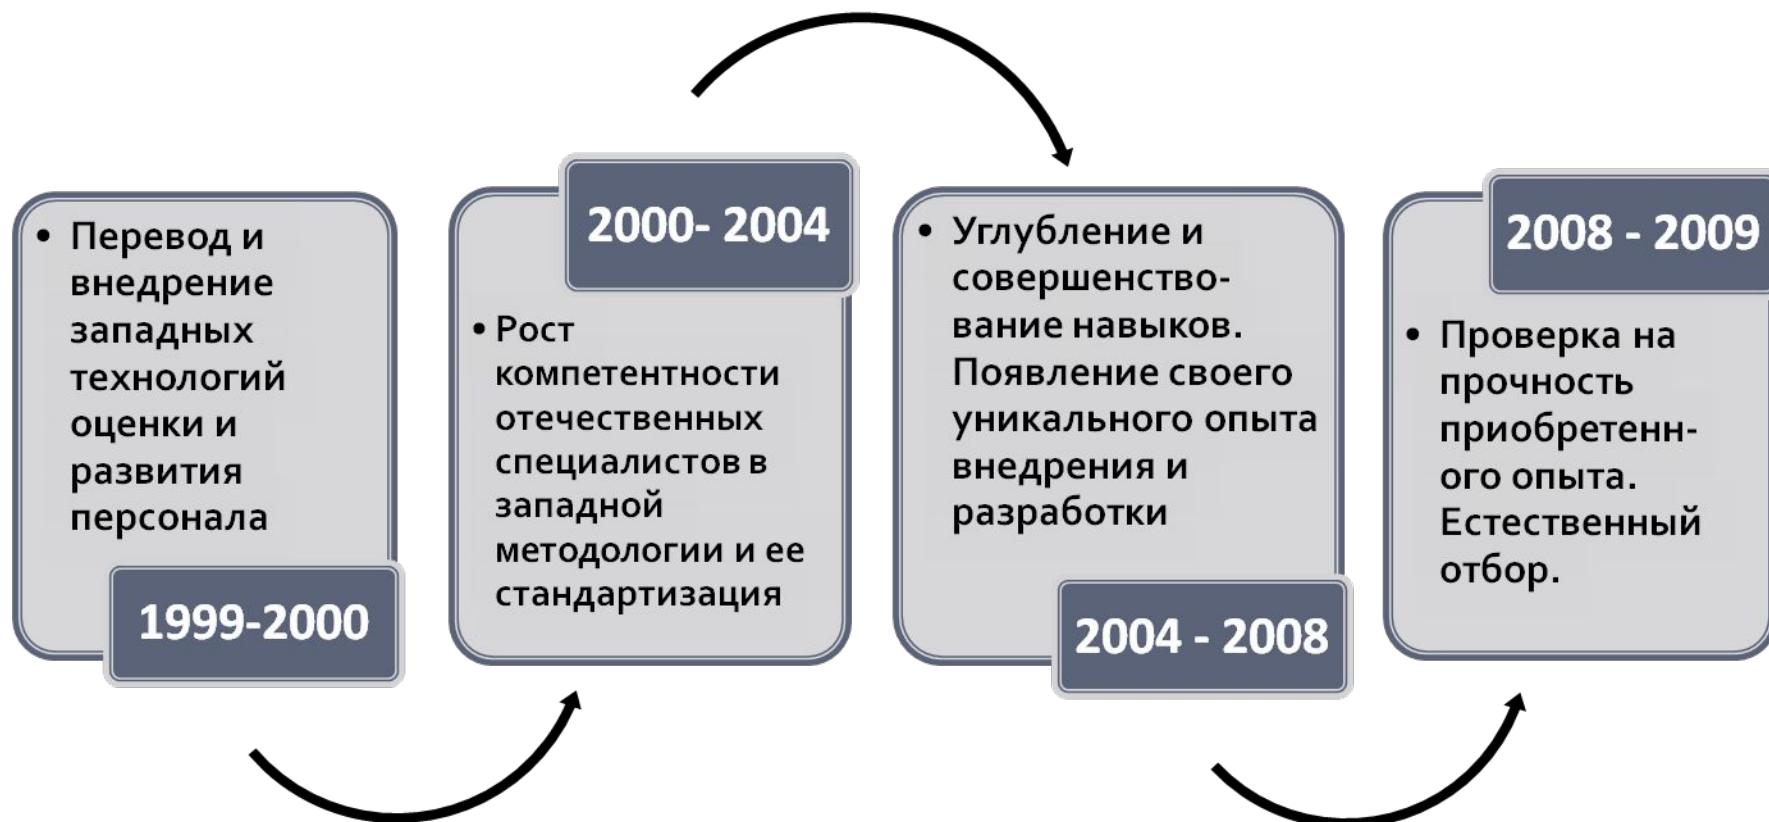 • Перевод и
внедрение
западных
технологий
оценки и
развития
персонала
1999-2000
2000- 2004
• Рост
компетентности
отечественных
специалистов в
западной
методологии и ее
стандартизация
• Углубление и
совершенство-
вание навыков.
Появление своего
уникального опыта
внедрения и
разработки
2004 - 2008
2008 - 2009
• Проверка на
прочность
приобретенн-
ого опыта.
Естественный
отбор.